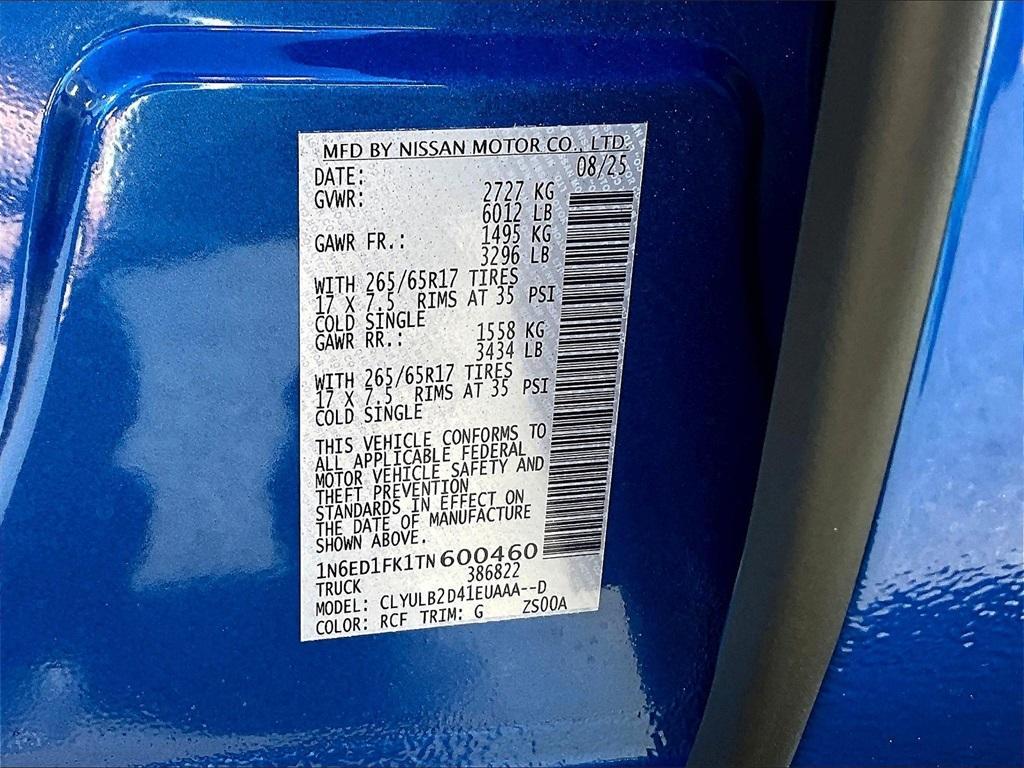 MFD BY NISSAN MOTOR CO., LTD.
DATE: 08/25
GVWR: 2727 KG
6012 LB
GAWR FR.: 1495 KG
3296 LB
WITH 265/65R17 TIRES
17 X 7.5 RIMS AT 35 PSI
COLD SINGLE
GAWR RR.: 1558 KG
3434 LB
WITH 265/65R17 TIRES
17 X 7.5 RIMS AT 35 PSI
COLD SINGLE
THIS VEHICLE CONFORMS TO
ALL APPLICABLE FEDERAL
MOTOR VEHICLE SAFETY AND
THEFT PREVENTION
STANDARDS IN EFFECT ON
THE DATE OF MANUFACTURE
SHOWN ABOVE.
1N6ED1FK1TN600460
TRUCK 386822
MODEL: CLYULB2D41EUAAA--D
COLOR: RCF TRIM: G ZS00A